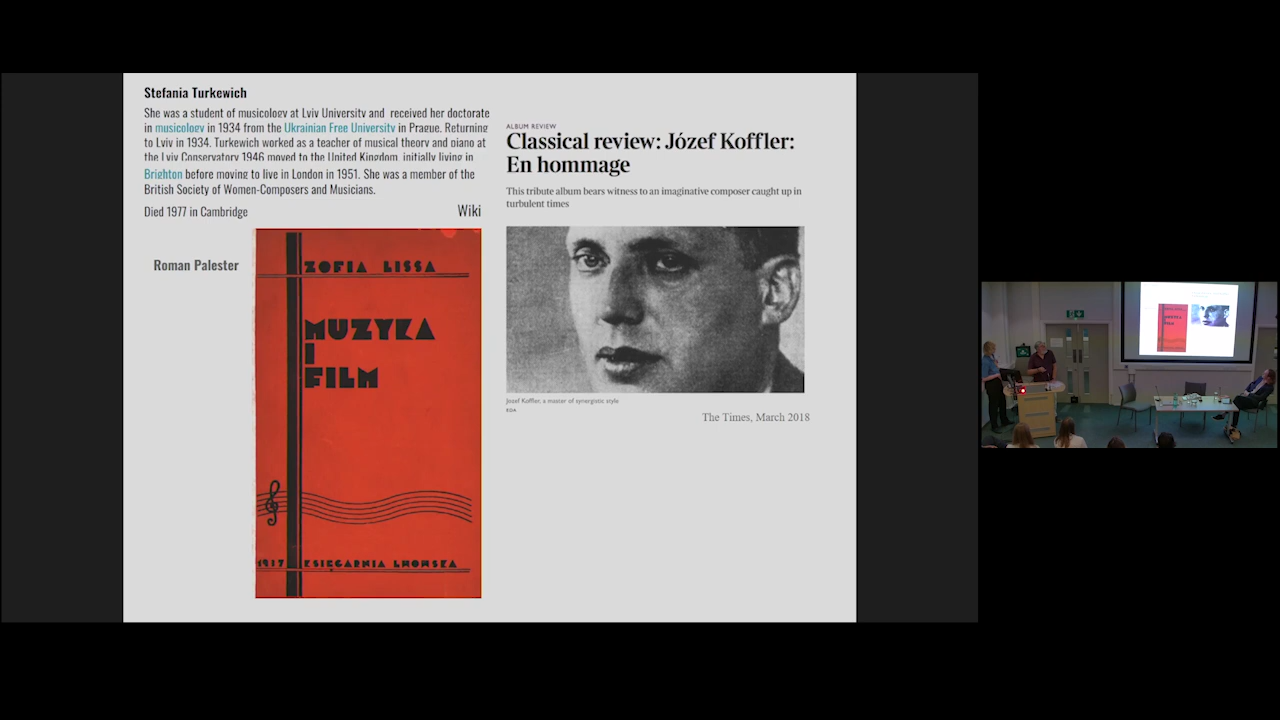 Stefania Turkewich
She was a student of musicology at Lviv University and received her doctorate
in musicology in 1934 from the Ukrainian Free University in Prague. Returning
to Lviv in 1934, Turkewich worked as a teacher of musical theory and piano at
the Lviv Conservatory 1946 moved to the United Kingdom, initially living in
Brighton before moving to live in London in 1951. She was a member of the
British Society of Women-Composers and Musicians.
Died 1977 in Cambridge
Wiki
Roman Palester
ZOFIA LISSA
MUZYKA
I
FILM
1937 KSIĘGARNIA LWOWSKA
ALBUM REVIEW
Classical review: Józef Koffler:
En hommage
This tribute album bears witness to an imaginative composer caught up in
turbulent times
Jozef Koffler, a master of synergistic style
EDA
The Times, March 2018